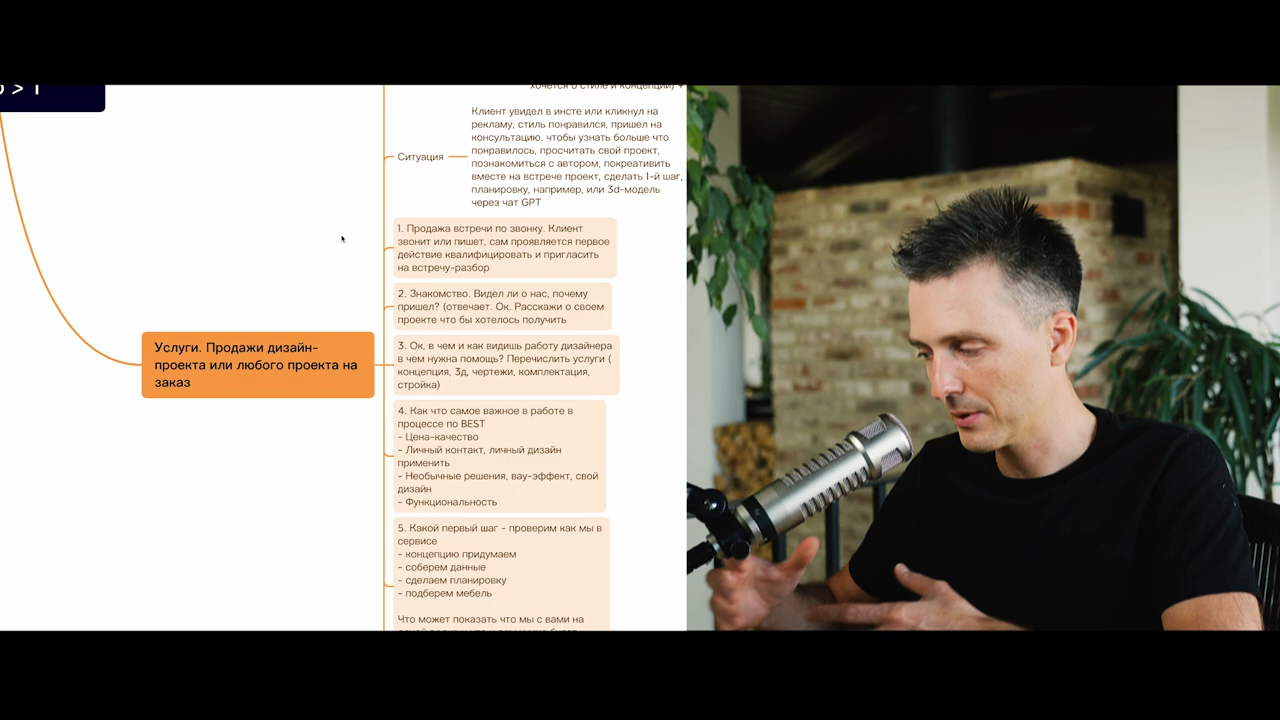 хочется о стиле и концепции) +
Клиент увидел в инсте или кликнул на
рекламу, стиль понравился, пришел на
консультацию. чтобы узнать больше что
понравилось, просчитать свой проект,
познакомиться с автором, покреативить
вместе на встрече проект, сделать 1-й шаг,
планировку, например, или 3d-модель
через чат GPT
Ситуация
1. Продажа встречи по звонку. Клиент
звонит или пишет, сам проявляется первое
действие квалифицировать и пригласить
на встречу-разбор
2. Знакомство. Видел ли о нас, почему
пришел? (отвечает. Ок. Расскажи о своем
проекте что бы хотелось получить
Услуги. Продажи дизайн-
проекта или любого проекта на
заказ
3. Ок, в чем и как видишь работу дизайнера
в чем нужна помощь? Перечислить услуги (
концепция, 3д, чертежи, комплектация,
стройка)
4. Как что самое важное в работе в
процессе по BEST
- Цена-качество
- Личный контакт, личный дизайн
применить
- Необычные решения, вау-эффект, свой
дизайн
- Функциональность
5. Какой первый шаг - проверим как мы в
сервисе
- концепцию придумаем
- соберем данные
- сделаем планировку
- подберем мебель
Что может показать что мы с вами на